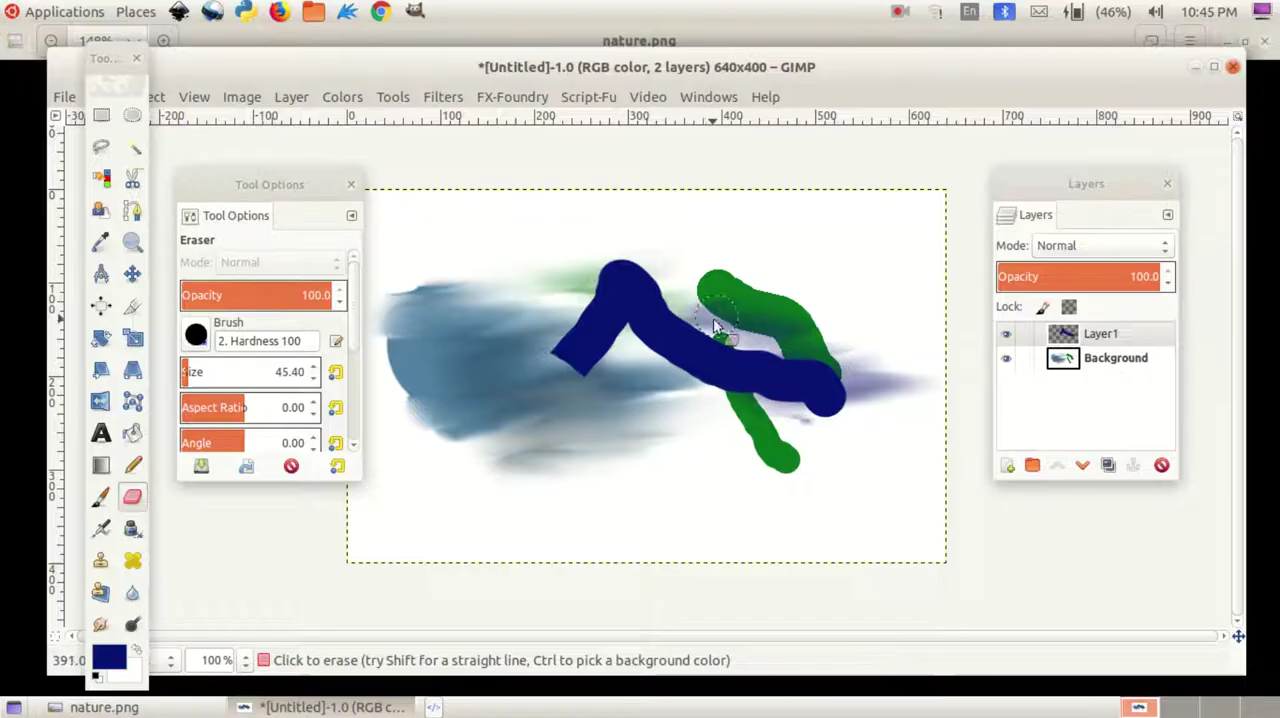 Applications Places En (46%) 10:45 PM
148% nature.png
Too...
*[Untitled]-1.0 (RGB color, 2 layers) 640x400 – GIMP
File ect View Image Layer Colors Tools Filters FX-Foundry Script-Fu Video Windows Help
-200 -100 0 100 200 300 400 500 600 700 800 900
Tool Options
Tool Options
Eraser
Mode: Normal
Opacity 100.0
Brush
2. Hardness 100
Size 45.40
Aspect Ratio 0.00
Angle 0.00
Layers
Layers
Mode: Normal
Opacity 100.0
Lock:
Layer1
Background
391.0 100% Click to erase (try Shift for a straight line, Ctrl to pick a background color)
nature.png *[Untitled]-1.0 (RGB c...